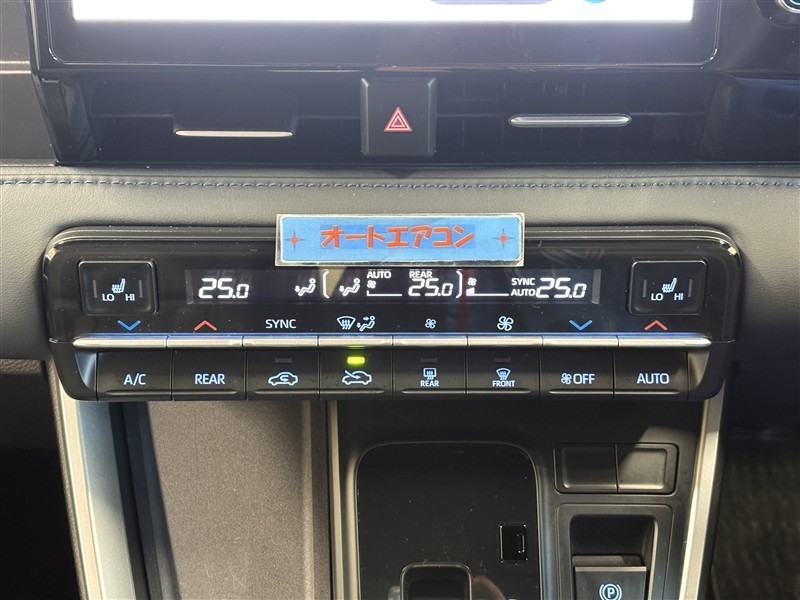 オートエアコン
LO HI
25.0
AUTO
REAR
25.0
SYNC
AUTO 25.0
LO HI
SYNC
A/C
REAR
REAR
FRONT
OFF
AUTO
P